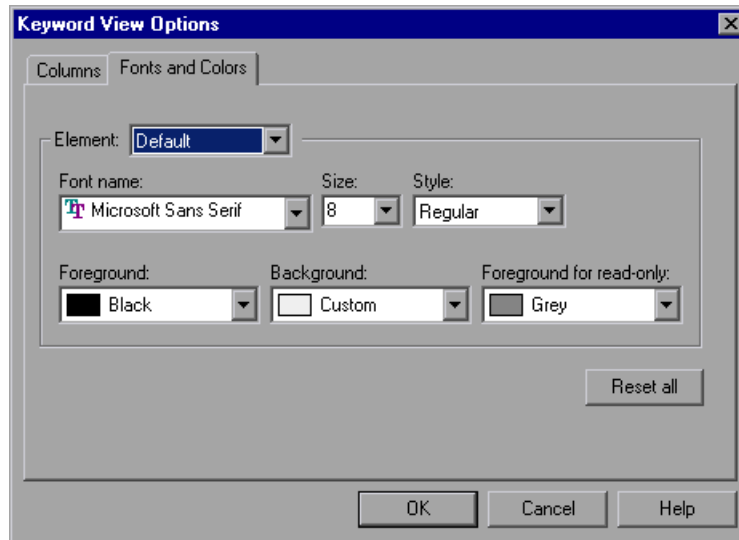 Keyword View Options
Columns Fonts and Colors
Element: Default
Font name: Size: Style:
Microsoft Sans Serif 8 Regular
Foreground: Background: Foreground for read-only:
Black Custom Grey
Reset all
OK Cancel Help